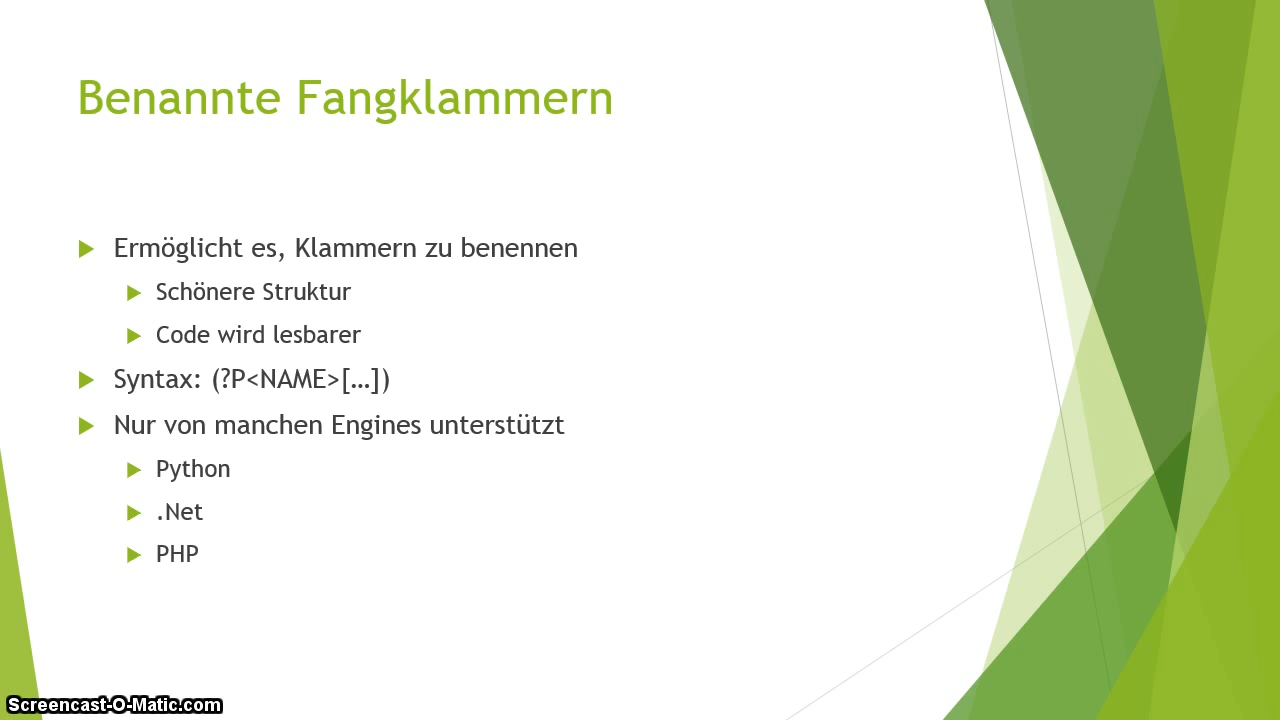 Benannte Fangklammern
Ermöglicht es, Klammern zu benennen
Schönere Struktur
Code wird lesbarer
Syntax: (?P<NAME>[…])
Nur von manchen Engines unterstützt
Python
.Net
PHP
Screencast-O-Matic.com